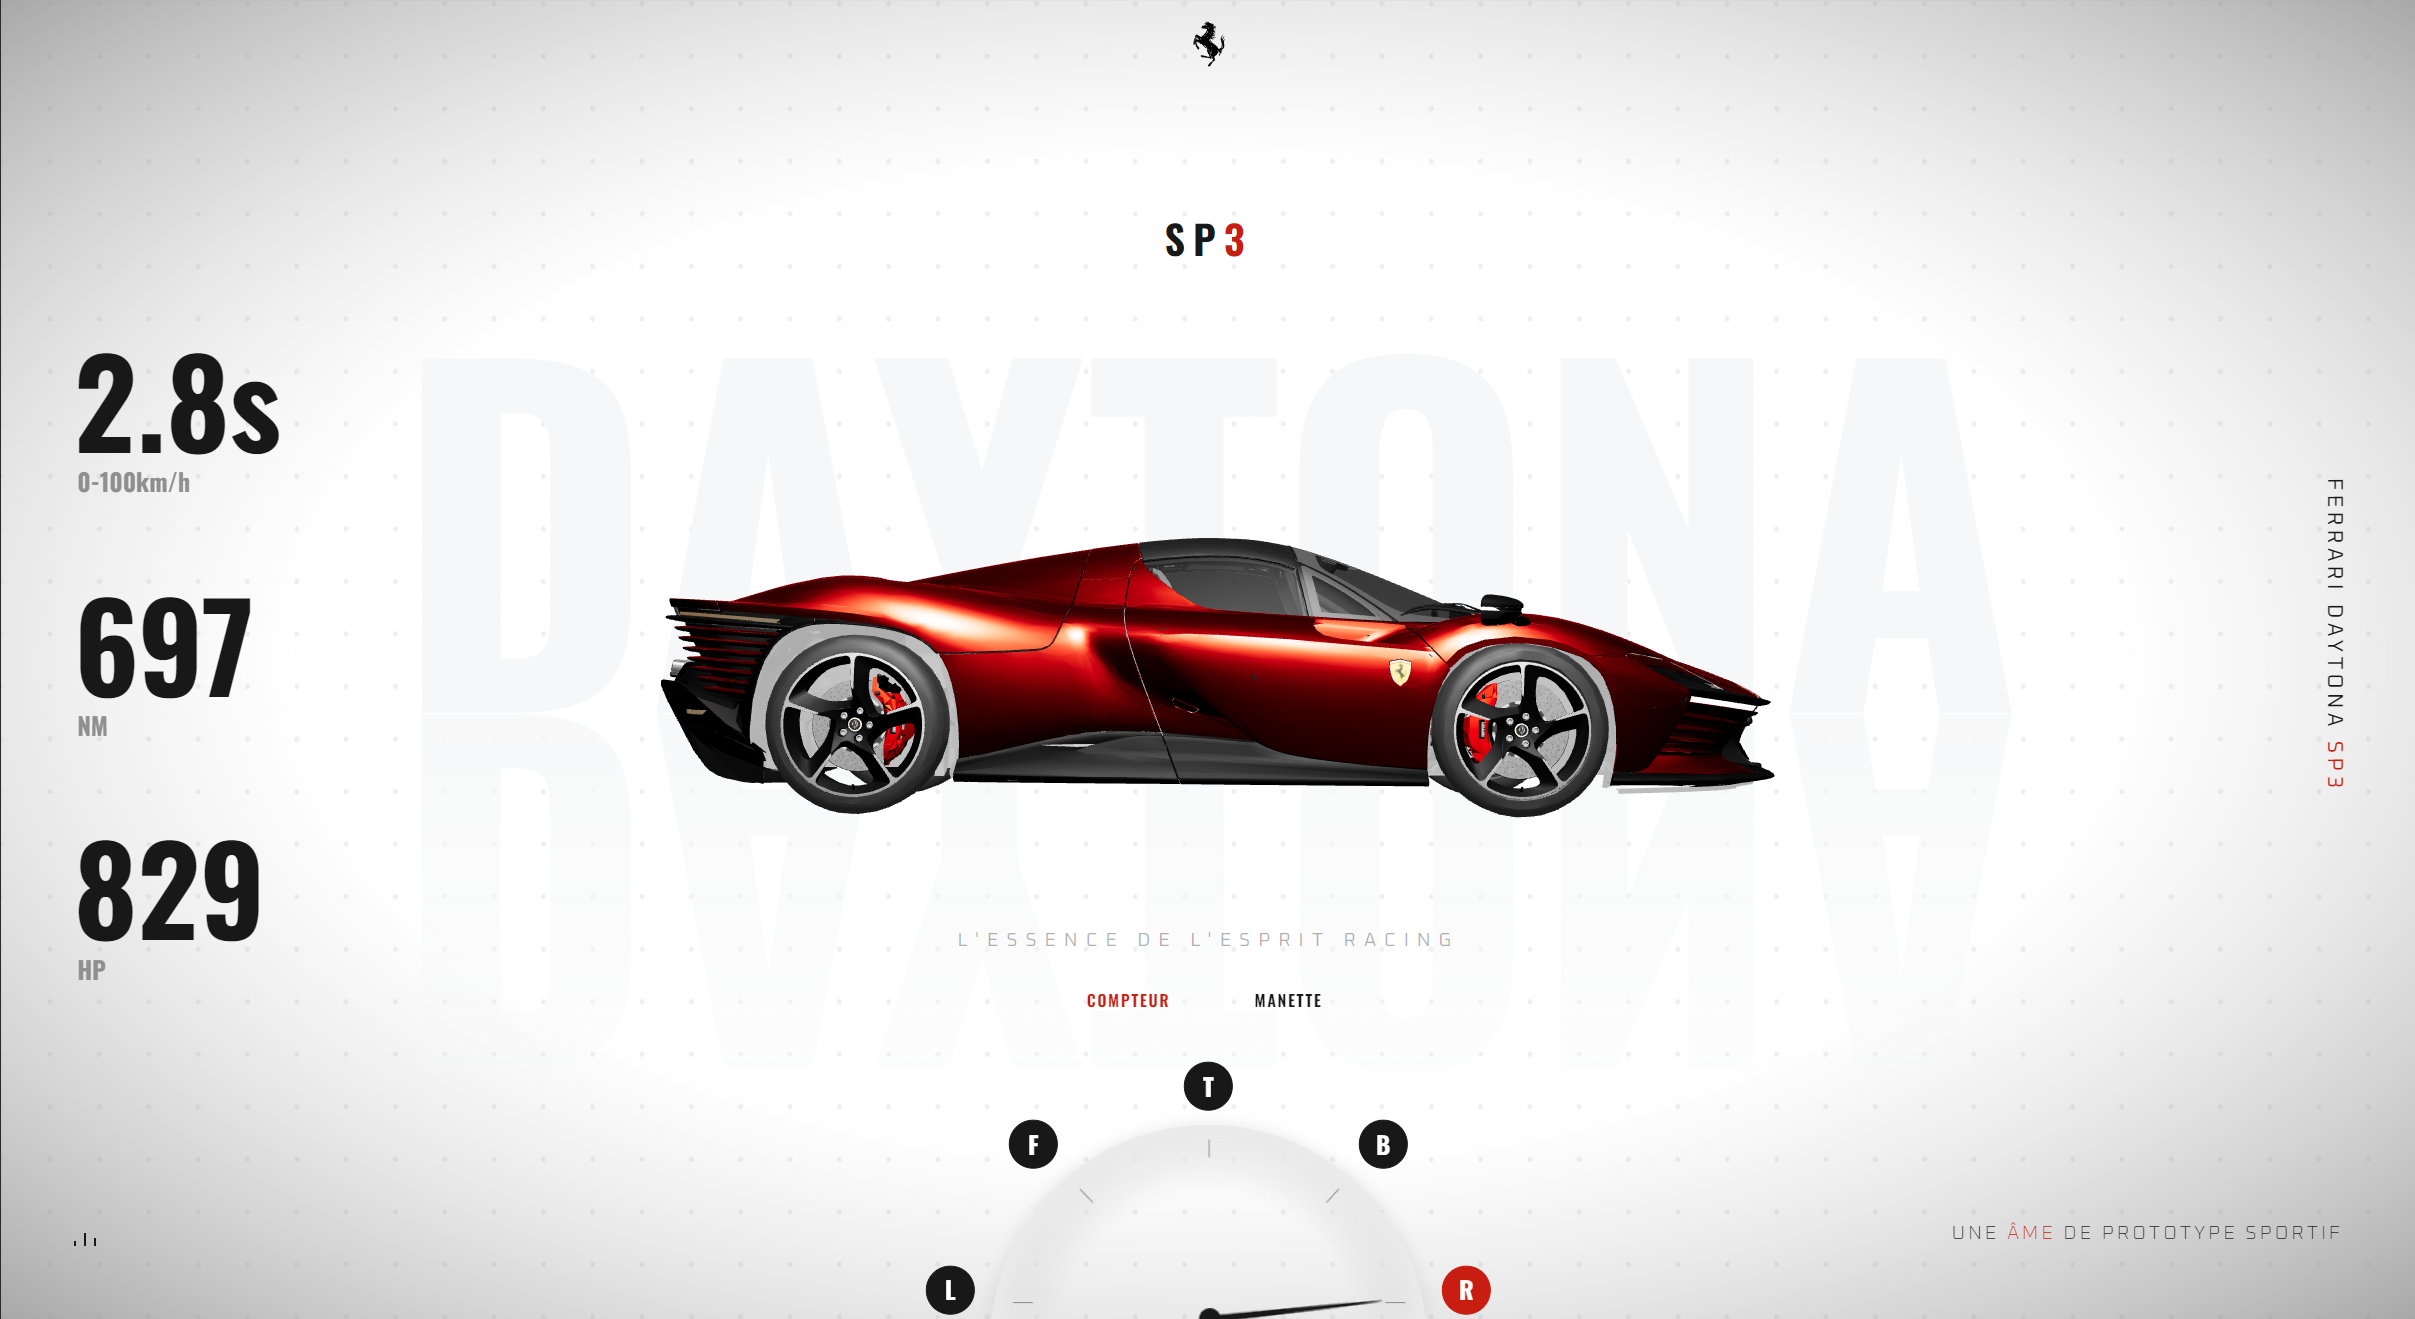 SP3
DAYTONA
2.8s
0-100km/h
697
NM
829
HP
FERRARI DAYTONA SP3
L'ESSENCE DE L'ESPRIT RACING
COMPTEUR MANETTE
T
F B
L R
UNE ÂME DE PROTOTYPE SPORTIF